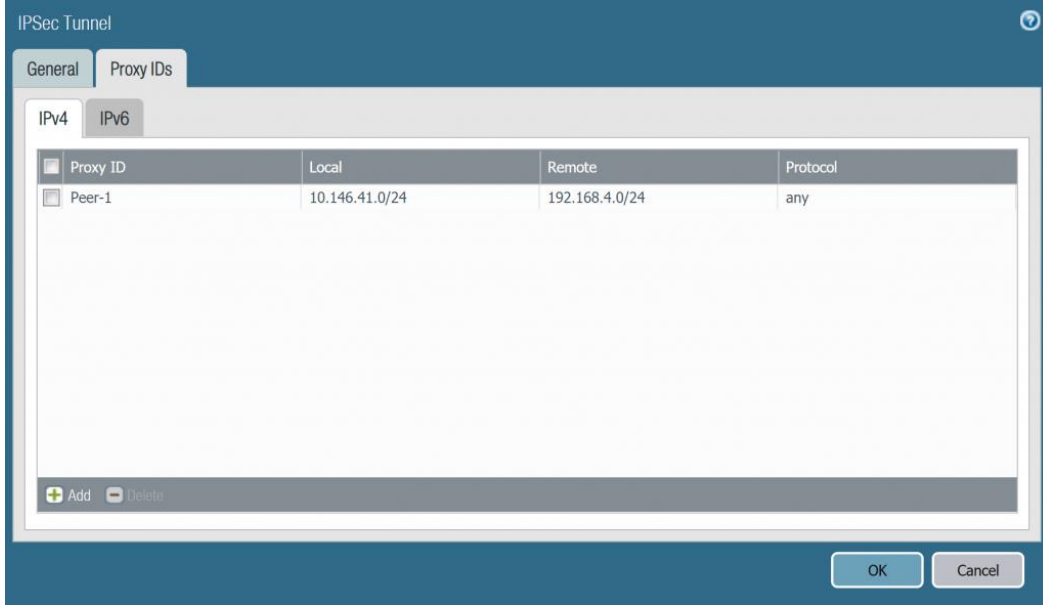 IPSec Tunnel
General Proxy IDs
IPv4 IPv6
Proxy ID Local Remote Protocol
Peer-1 10.146.41.0/24 192.168.4.0/24 any
Add Delete
OK Cancel